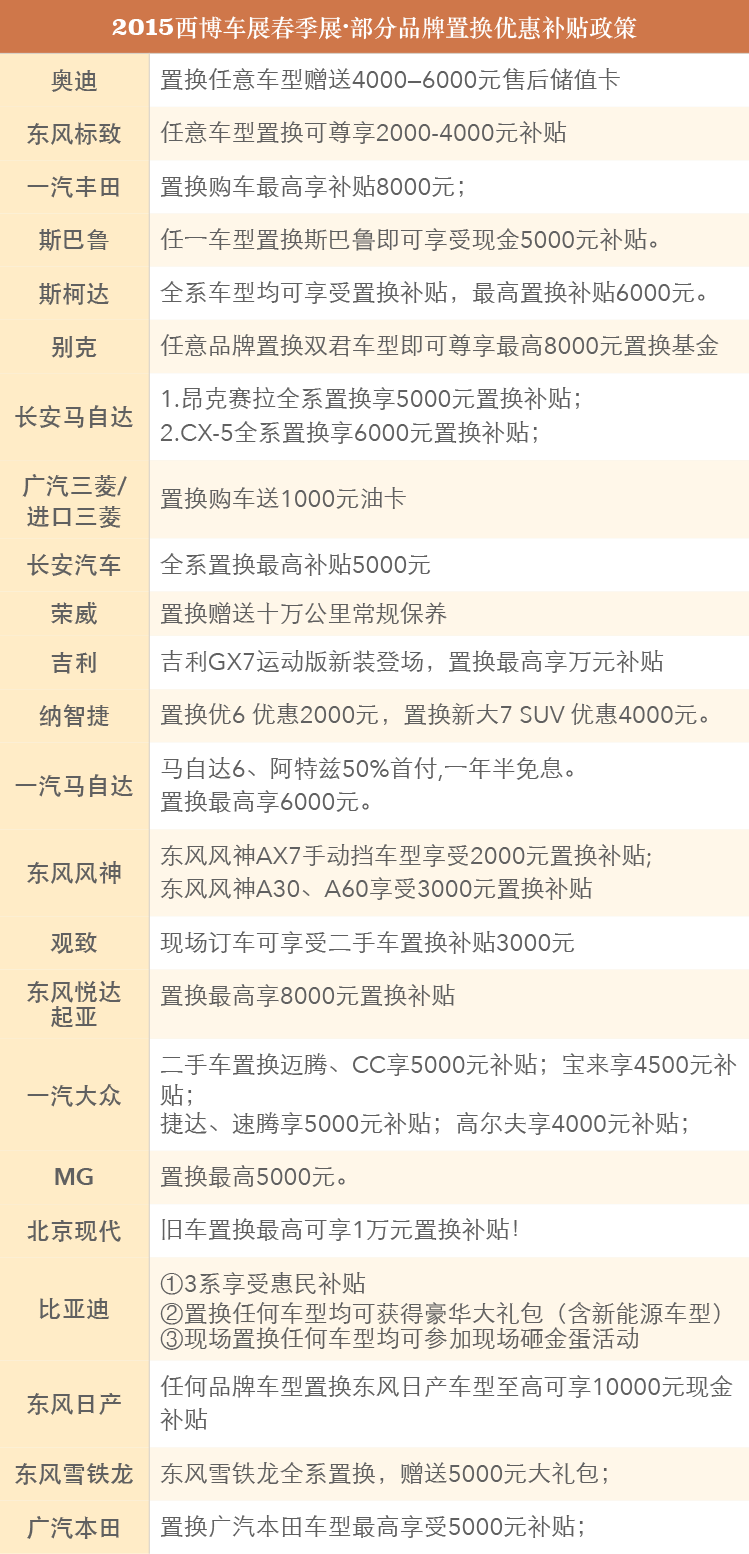 2015西博车展春季展·部分品牌置换优惠补贴政策
奥迪
置换任意车型赠送4000—6000元售后储值卡
东风标致
任意车型置换可尊享2000-4000元补贴
一汽丰田
置换购车最高享补贴8000元；
斯巴鲁
任一车型置换斯巴鲁即可享受现金5000元补贴。
斯柯达
全系车型均可享受置换补贴，最高置换补贴6000元。
别克
任意品牌置换双君车型即可尊享最高8000元置换基金
长安马自达
1.昂克赛拉全系置换享5000元置换补贴；
2.CX-5全系置换享6000元置换补贴；
广汽三菱/
进口三菱
置换购车送1000元油卡
长安汽车
全系置换最高补贴5000元
荣威
置换赠送十万公里常规保养
吉利
吉利GX7运动版新装登场，置换最高享万元补贴
纳智捷
置换优6 优惠2000元，置换新大7 SUV 优惠4000元。
一汽马自达
马自达6、阿特兹50%首付,一年半免息。
置换最高享6000元。
东风风神
东风风神AX7手动挡车型享受2000元置换补贴;
东风风神A30、A60享受3000元置换补贴
观致
现场订车可享受二手车置换补贴3000元
东风悦达
起亚
置换最高享8000元置换补贴
一汽大众
二手车置换迈腾、CC享5000元补贴；宝来享4500元补
贴；
捷达、速腾享5000元补贴；高尔夫享4000元补贴；
MG
置换最高5000元。
北京现代
旧车置换最高可享1万元置换补贴！
比亚迪
①3系享受惠民补贴
②置换任何车型均可获得豪华大礼包（含新能源车型）
③现场置换任何车型均可参加现场砸金蛋活动
东风日产
任何品牌车型置换东风日产车型至高可享10000元现金
补贴
东风雪铁龙
东风雪铁龙全系置换，赠送5000元大礼包；
广汽本田
置换广汽本田车型最高享受5000元补贴；